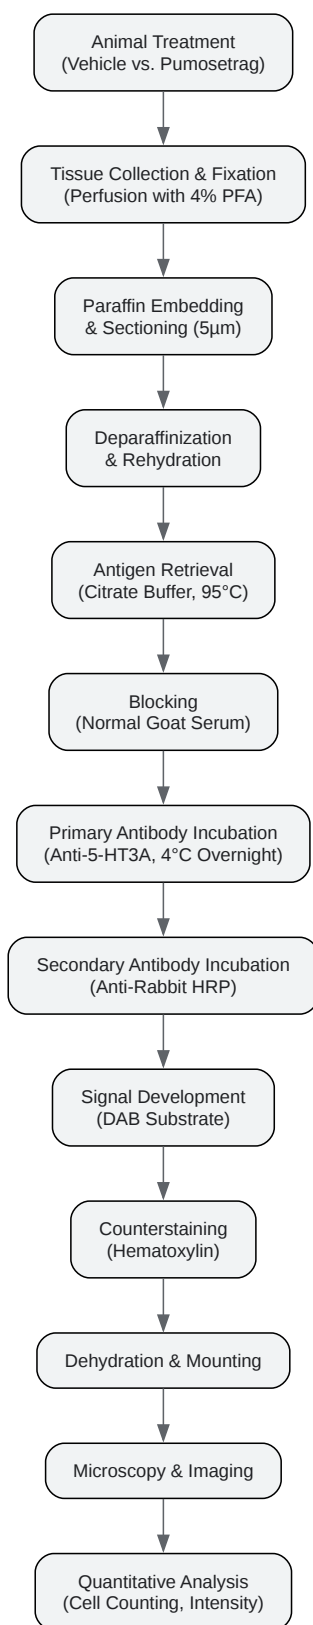 Animal Treatment
(Vehicle vs. Pumosetrag)
Tissue Collection & Fixation
(Perfusion with 4% PFA)
Paraffin Embedding
& Sectioning (5µm)
Deparaffinization
& Rehydration
Antigen Retrieval
(Citrate Buffer, 95°C)
Blocking
(Normal Goat Serum)
Primary Antibody Incubation
(Anti-5-HT3A, 4°C Overnight)
Secondary Antibody Incubation
(Anti-Rabbit HRP)
Signal Development
(DAB Substrate)
Counterstaining
(Hematoxylin)
Dehydration & Mounting
Microscopy & Imaging
Quantitative Analysis
(Cell Counting, Intensity)